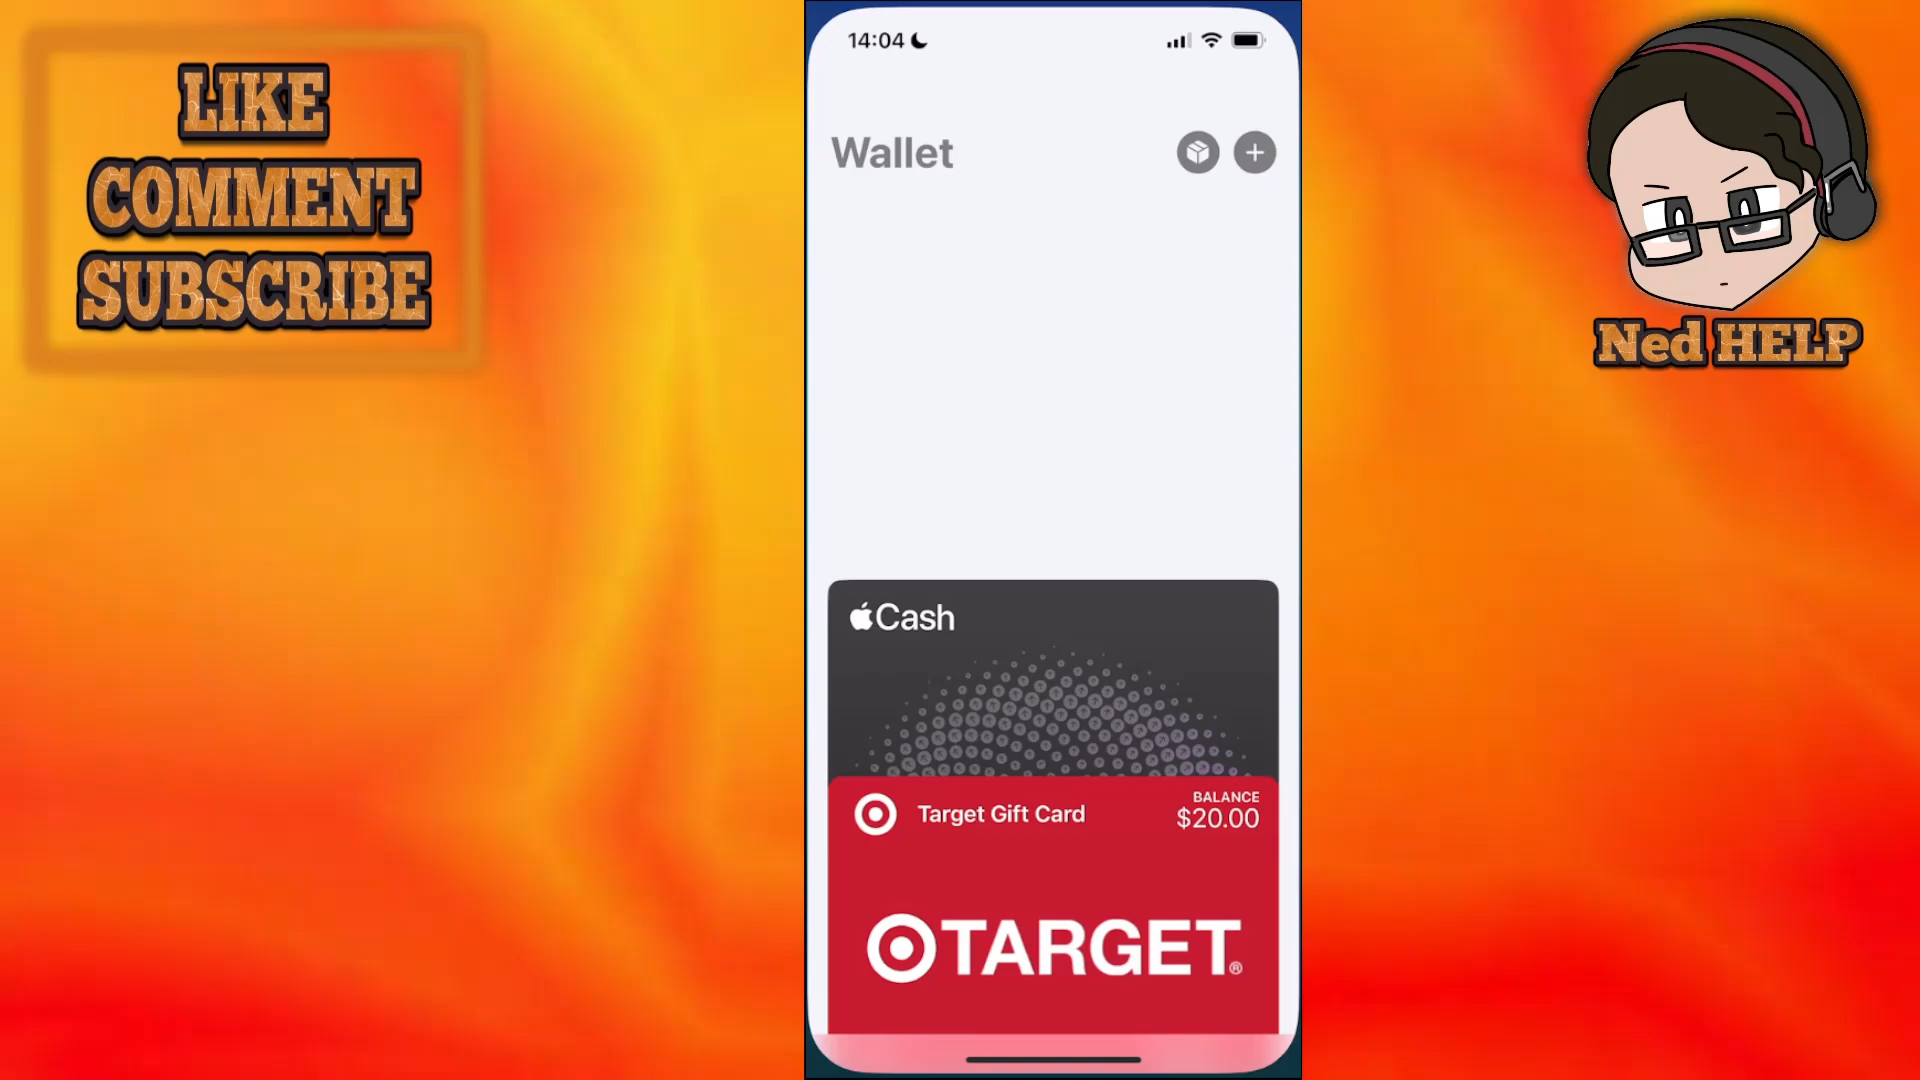 LIKE
COMMENT
SUBSCRIBE
14:04
Wallet
Cash
Target Gift Card
BALANCE
$20.00
TARGET®
Ned HELP